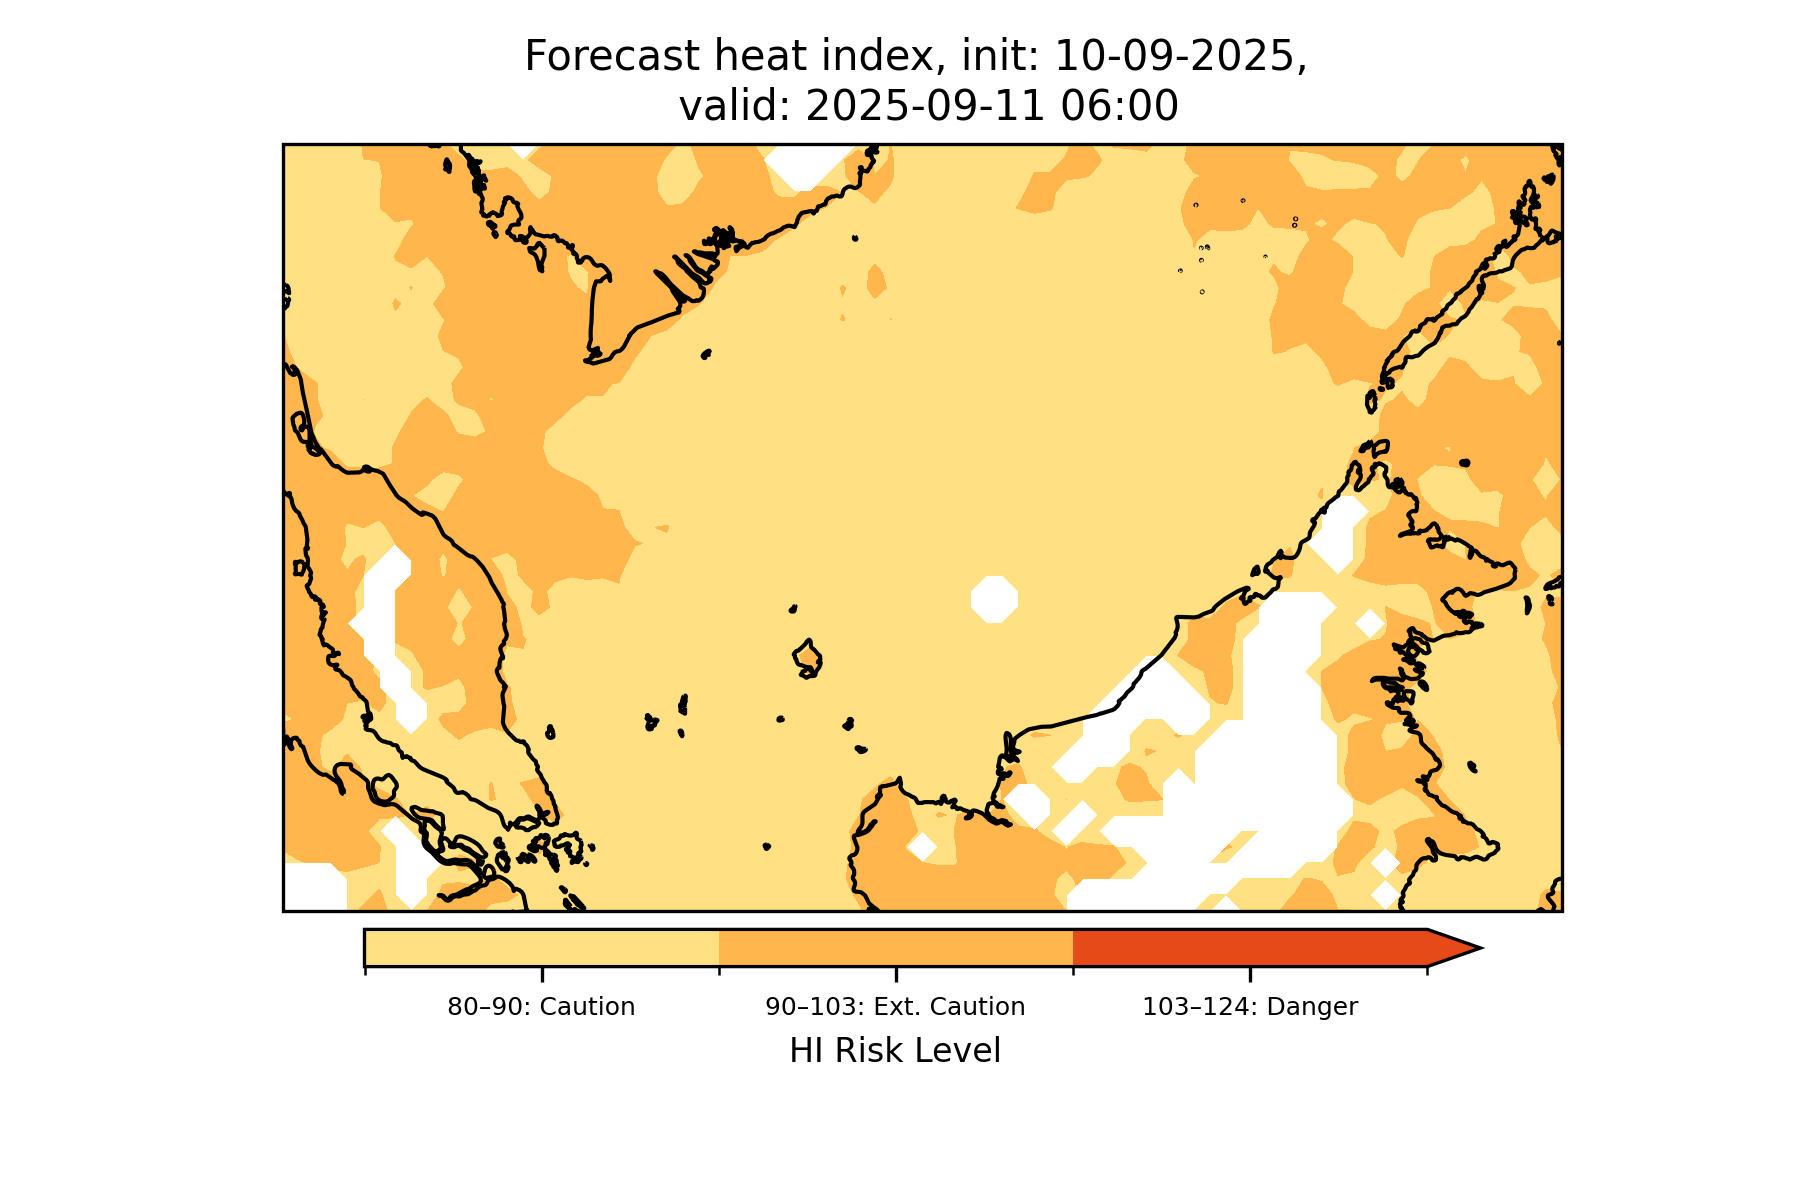 Forecast heat index, init: 10-09-2025,
valid: 2025-09-11 06:00
80–90: Caution
90–103: Ext. Caution
103–124: Danger
HI Risk Level